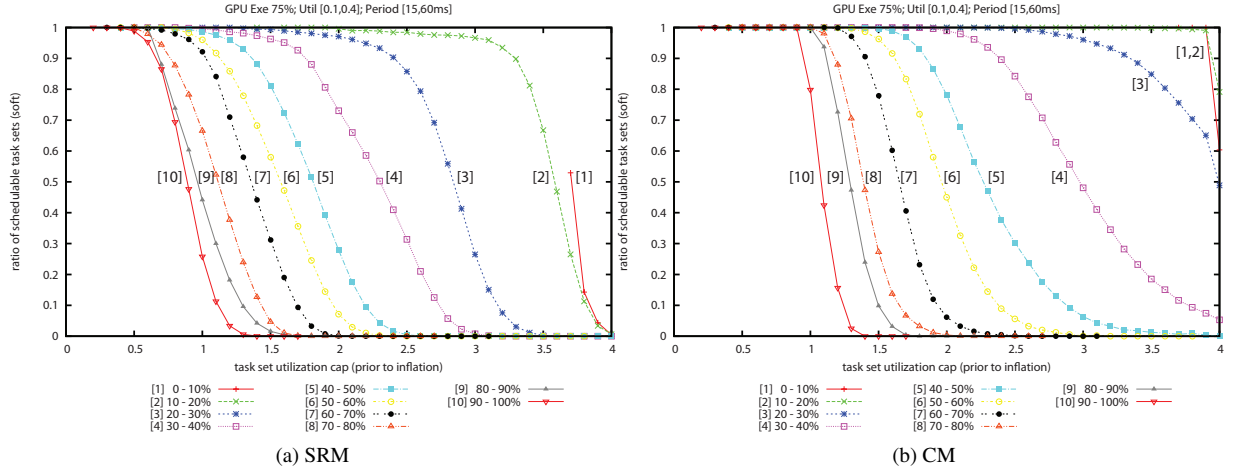 GPU Exe 75%; Util [0.1,0.4]; Period [15,60ms]
ratio of schedulable task sets (soft)
1
0.9
0.8
0.7
0.6
0.5
0.4
0.3
0.2
0.1
0
[10] [9] [8] [7] [6] [5] [4] [3] [2] [1]
0 0.5 1 1.5 2 2.5 3 3.5 4
task set utilization cap (prior to inflation)
[1] 0 - 10%
[2] 10 - 20%
[3] 20 - 30%
[4] 30 - 40%
[5] 40 - 50%
[6] 50 - 60%
[7] 60 - 70%
[8] 70 - 80%
[9] 80 - 90%
[10] 90 - 100%
(a) SRM
GPU Exe 75%; Util [0.1,0.4]; Period [15,60ms]
ratio of schedulable task sets (soft)
1
0.9
0.8
0.7
0.6
0.5
0.4
0.3
0.2
0.1
0
[1,2]
[3]
[10] [9] [8] [7] [6] [5] [4]
0 0.5 1 1.5 2 2.5 3 3.5 4
task set utilization cap (prior to inflation)
[1] 0 - 10%
[2] 10 - 20%
[3] 20 - 30%
[4] 30 - 40%
[5] 40 - 50%
[6] 50 - 60%
[7] 60 - 70%
[8] 70 - 80%
[9] 80 - 90%
[10] 90 - 100%
(b) CM